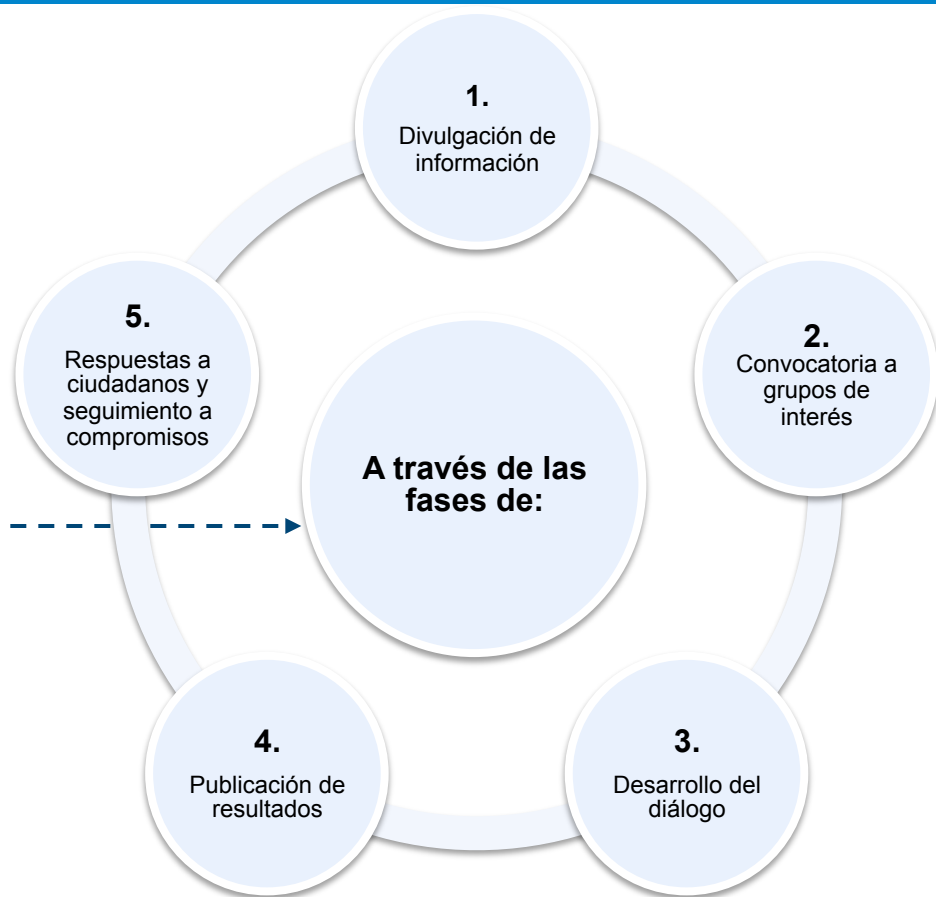 1.
Divulgación de
información
2.
Convocatoria a
grupos de
interés
3.
Desarrollo del
diálogo
4.
Publicación de
resultados
5.
Respuestas a
ciudadanos y
seguimiento a
compromisos
A través de las
fases de: